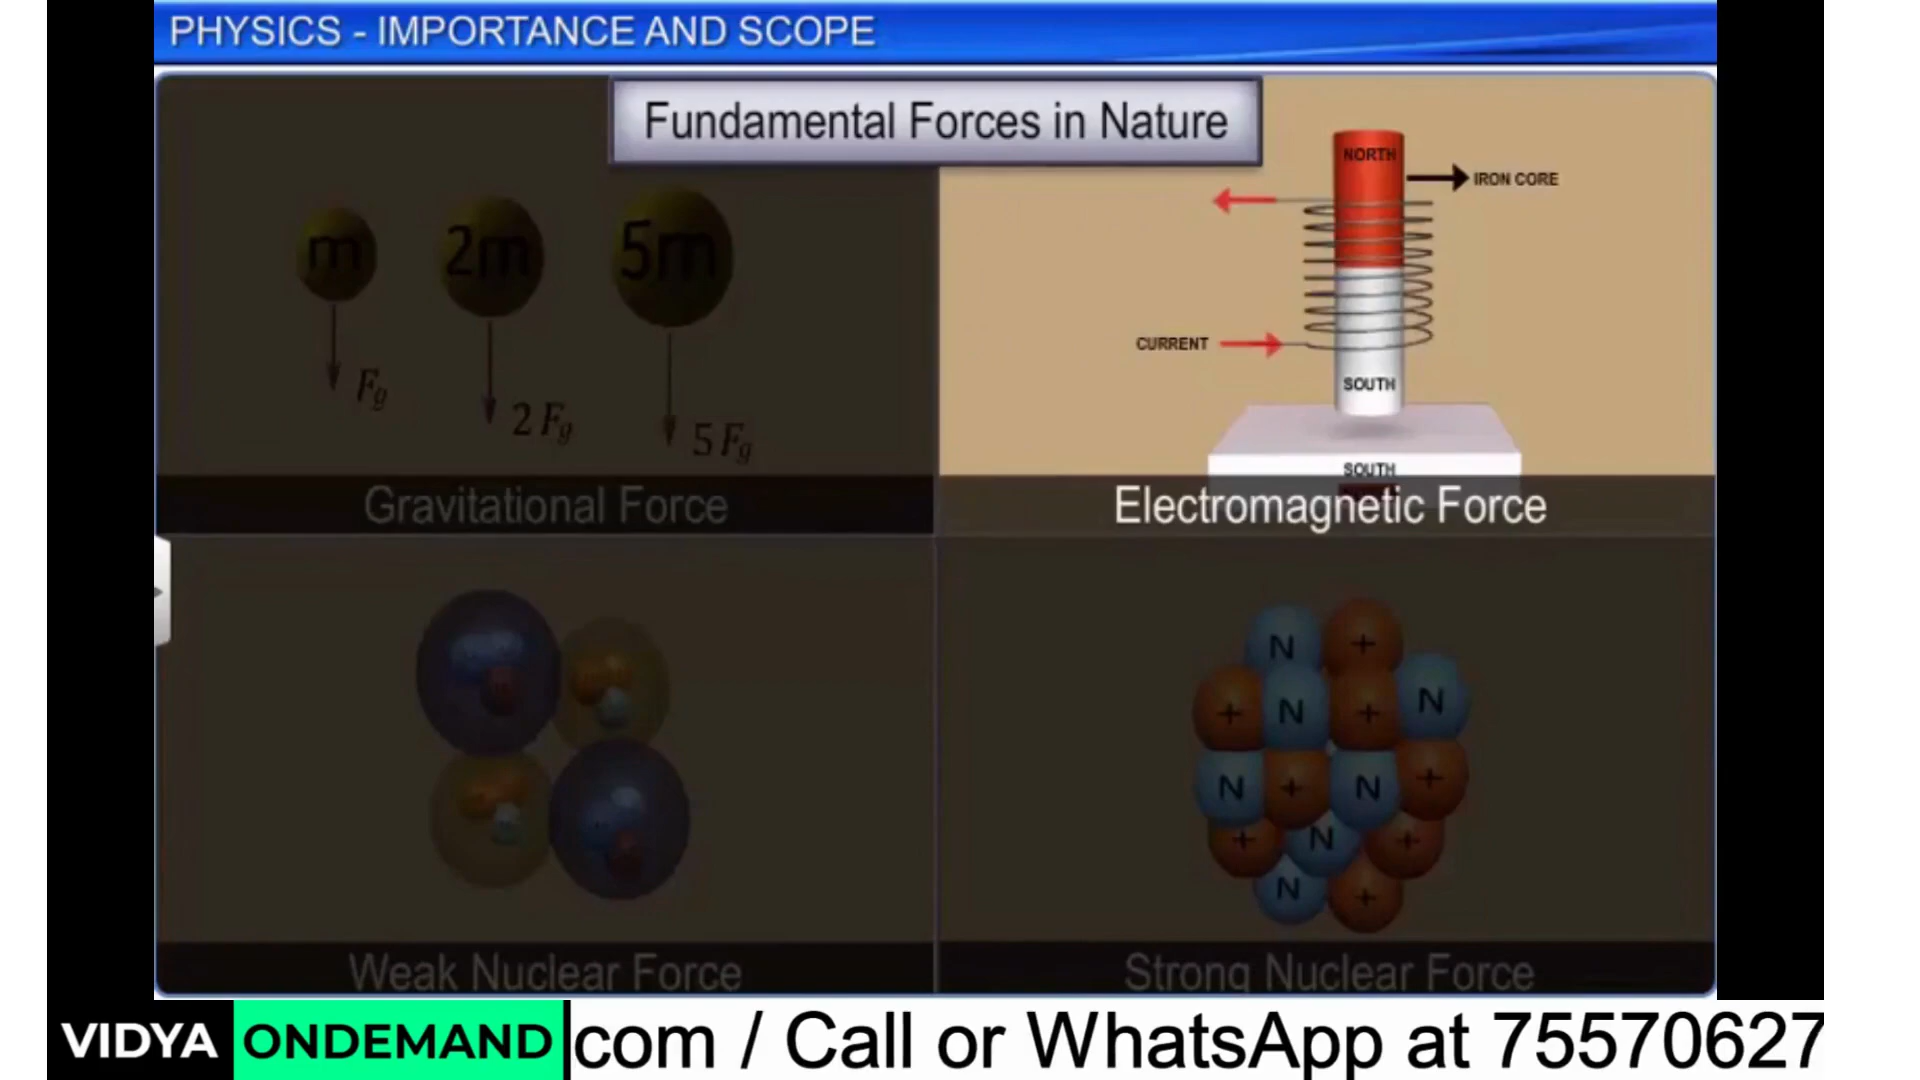 PHYSICS - IMPORTANCE AND SCOPE
Fundamental Forces in Nature
m
2m
5m
Fg
2 Fg
5 Fg
Gravitational Force
NORTH
IRON CORE
CURRENT
SOUTH
SOUTH
Electromagnetic Force
Weak Nuclear Force
N +
+ N + N
N + N +
+ N +
N +
Strong Nuclear Force
VIDYA ONDEMAND com / Call or WhatsApp at 75570627